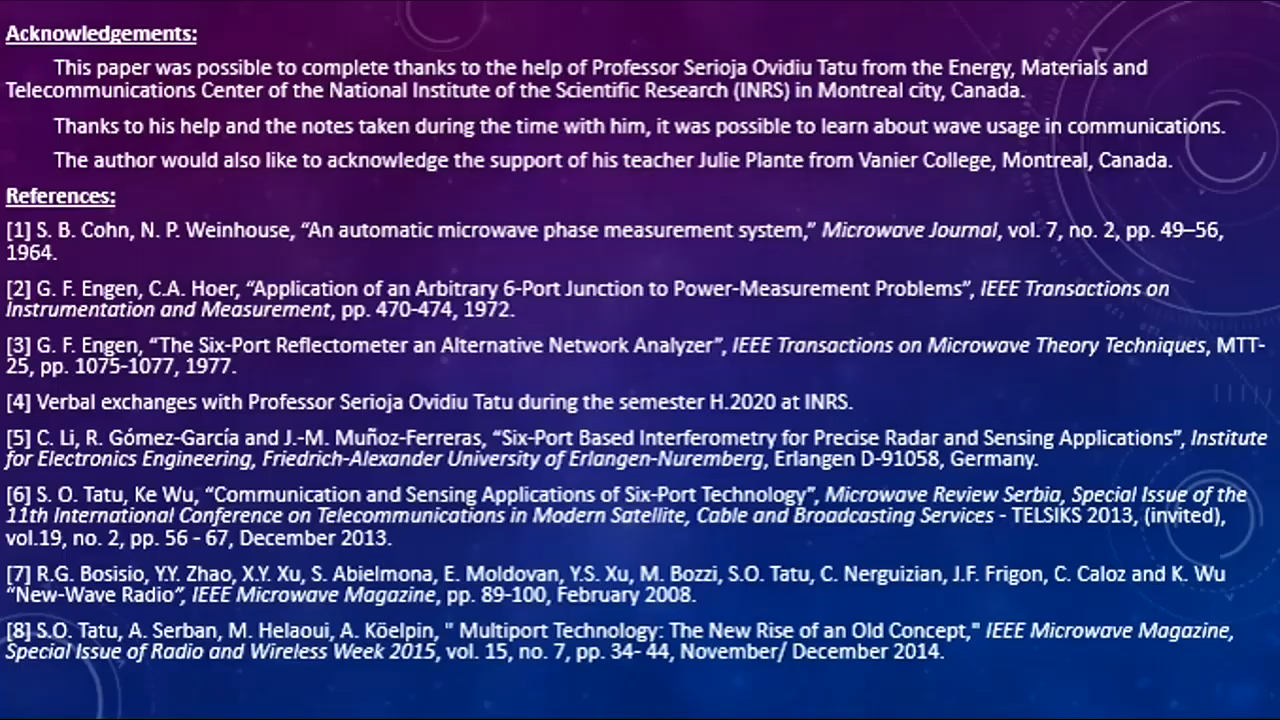 Acknowledgements:
This paper was possible to complete thanks to the help of Professor Serioja Ovidiu Tatu from the Energy, Materials and
Telecommunications Center of the National Institute of the Scientific Research (INRS) in Montreal city, Canada.
Thanks to his help and the notes taken during the time with him, it was possible to learn about wave usage in communications.
The author would also like to acknowledge the support of his teacher Julie Plante from Vanier College, Montreal, Canada.
References:
[1] S. B. Cohn, N. P. Weinhouse, “An automatic microwave phase measurement system,” Microwave Journal, vol. 7, no. 2, pp. 49–56,
1964.
[2] G. F. Engen, C.A. Hoer, “Application of an Arbitrary 6-Port Junction to Power-Measurement Problems”, IEEE Transactions on
Instrumentation and Measurement, pp. 470-474, 1972.
[3] G. F. Engen, “The Six-Port Reflectometer an Alternative Network Analyzer”, IEEE Transactions on Microwave Theory Techniques, MTT-
25, pp. 1075-1077, 1977.
[4] Verbal exchanges with Professor Serioja Ovidiu Tatu during the semester H.2020 at INRS.
[5] C. Li, R. Gómez-García and J.-M. Muñoz-Ferreras, “Six-Port Based Interferometry for Precise Radar and Sensing Applications”, Institute
for Electronics Engineering, Friedrich-Alexander University of Erlangen-Nuremberg, Erlangen D-91058, Germany.
[6] S. O. Tatu, Ke Wu, “Communication and Sensing Applications of Six-Port Technology”, Microwave Review Serbia, Special Issue of the
11th International Conference on Telecommunications in Modern Satellite, Cable and Broadcasting Services - TELSIKS 2013, (invited),
vol.19, no. 2, pp. 56 - 67, December 2013.
[7] R.G. Bosisio, Y.Y. Zhao, X.Y. Xu, S. Abielmona, E. Moldovan, Y.S. Xu, M. Bozzi, S.O. Tatu, C. Nerguizian, J.F. Frigon, C. Caloz and K. Wu
“New-Wave Radio”, IEEE Microwave Magazine, pp. 89-100, February 2008.
[8] S.O. Tatu, A. Serban, M. Helaoui, A. Köelpin, " Multiport Technology: The New Rise of an Old Concept," IEEE Microwave Magazine,
Special Issue of Radio and Wireless Week 2015, vol. 15, no. 7, pp. 34- 44, November/ December 2014.